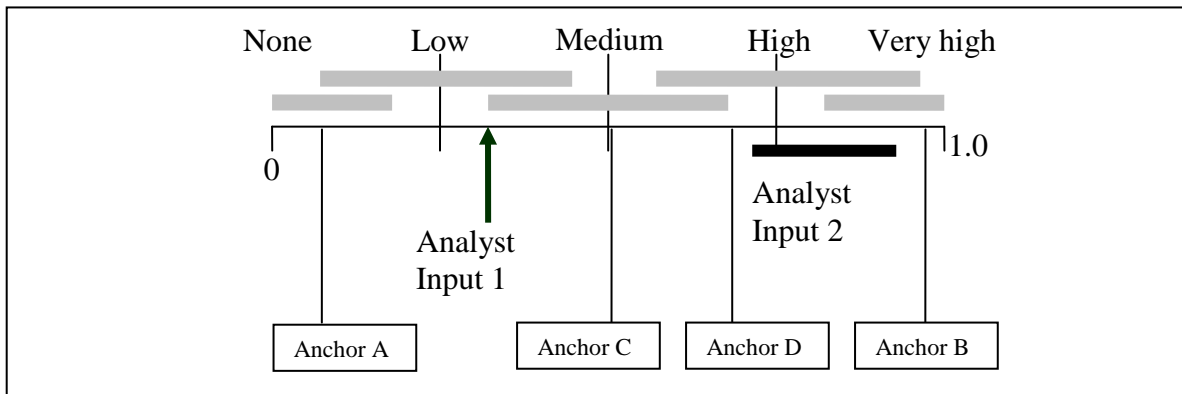 None Low Medium High Very high
0 1.0
Analyst
Input 1
Analyst
Input 2
Anchor A Anchor C Anchor D Anchor B